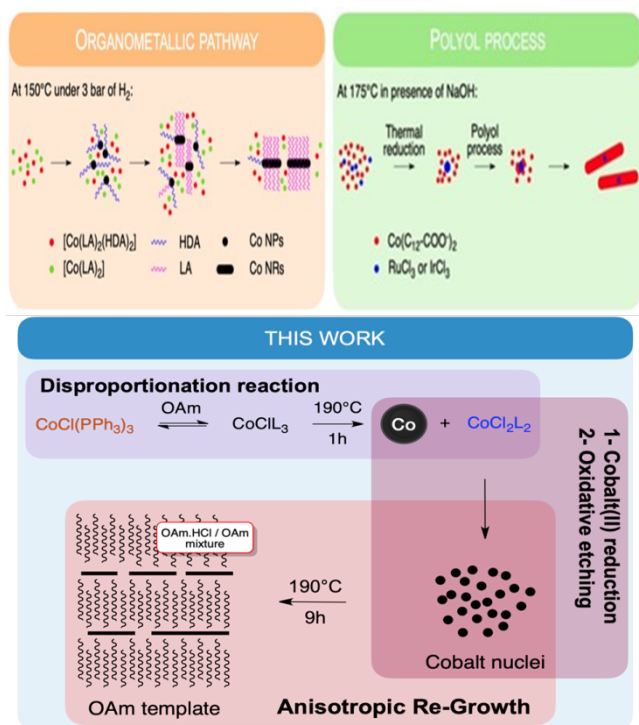 ORGANOMETALLIC PATHWAY
At 150°C under 3 bar of H₂:
[Co(LA)₂(HDA)₂]
HDA
Co NPs
[Co(LA)₂]
LA
Co NRs
POLYOL PROCESS
At 175°C in presence of NaOH:
Thermal
reduction
Polyol
process
Co(C₁₂-COO⁻)₂
RuCl₃ or IrCl₃
THIS WORK
Disproportionation reaction
CoCl(PPh₃)₃
OAm
CoClL₃
190°C
1h
Co
+
CoCl₂L₂
1- Cobalt(II) reduction
2- Oxidative etching
OAm.HCl / OAm
mixture
190°C
9h
Cobalt nuclei
OAm template
Anisotropic Re-Growth